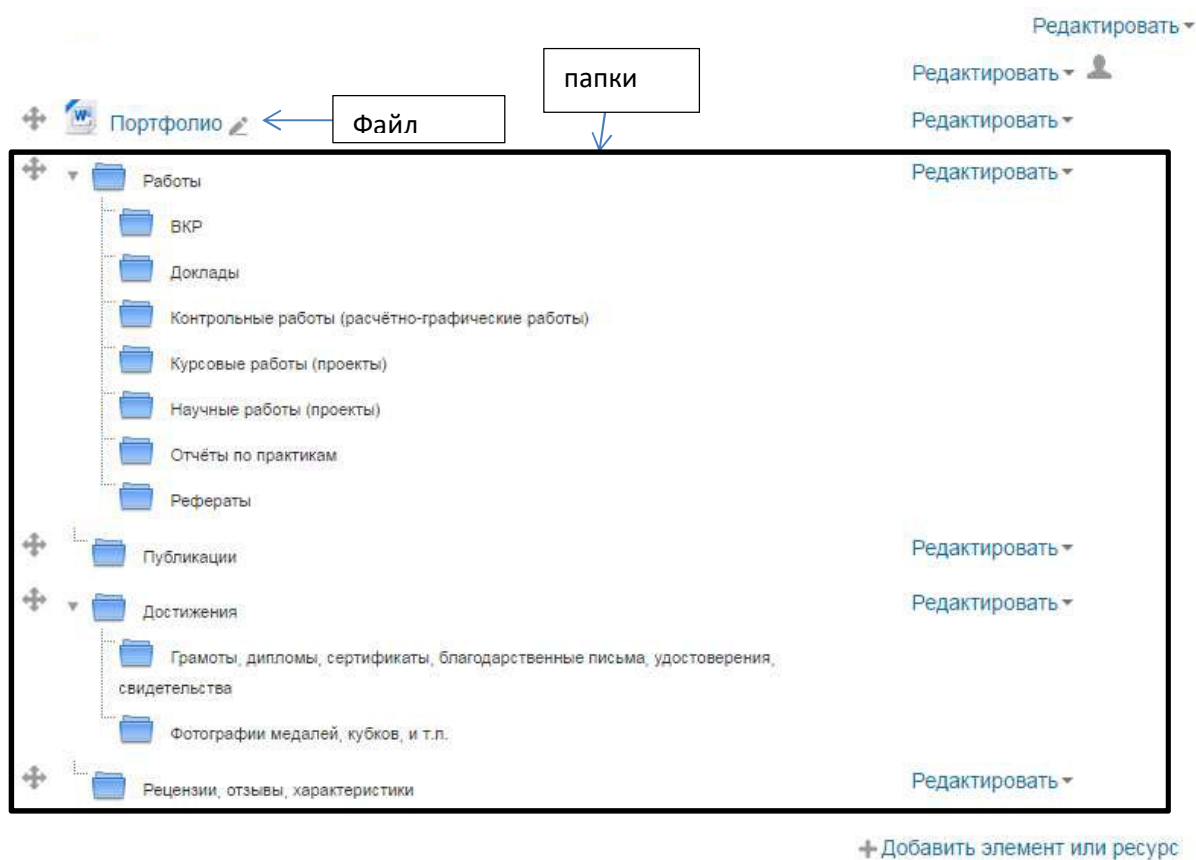 Редактировать
папки
Редактировать
Портфолио
Файл
Редактировать
Работы
Редактировать
ВКР
Доклады
Контрольные работы (расчётно-графические работы)
Курсовые работы (проекты)
Научные работы (проекты)
Отчёты по практикам
Рефераты
Публикации
Редактировать
Достижения
Редактировать
Грамоты, дипломы, сертификаты, благодарственные письма, удостоверения,
свидетельства
Фотографии медалей, кубков, и т.п.
Рецензии, отзывы, характеристики
Редактировать
Добавить элемент или ресурс